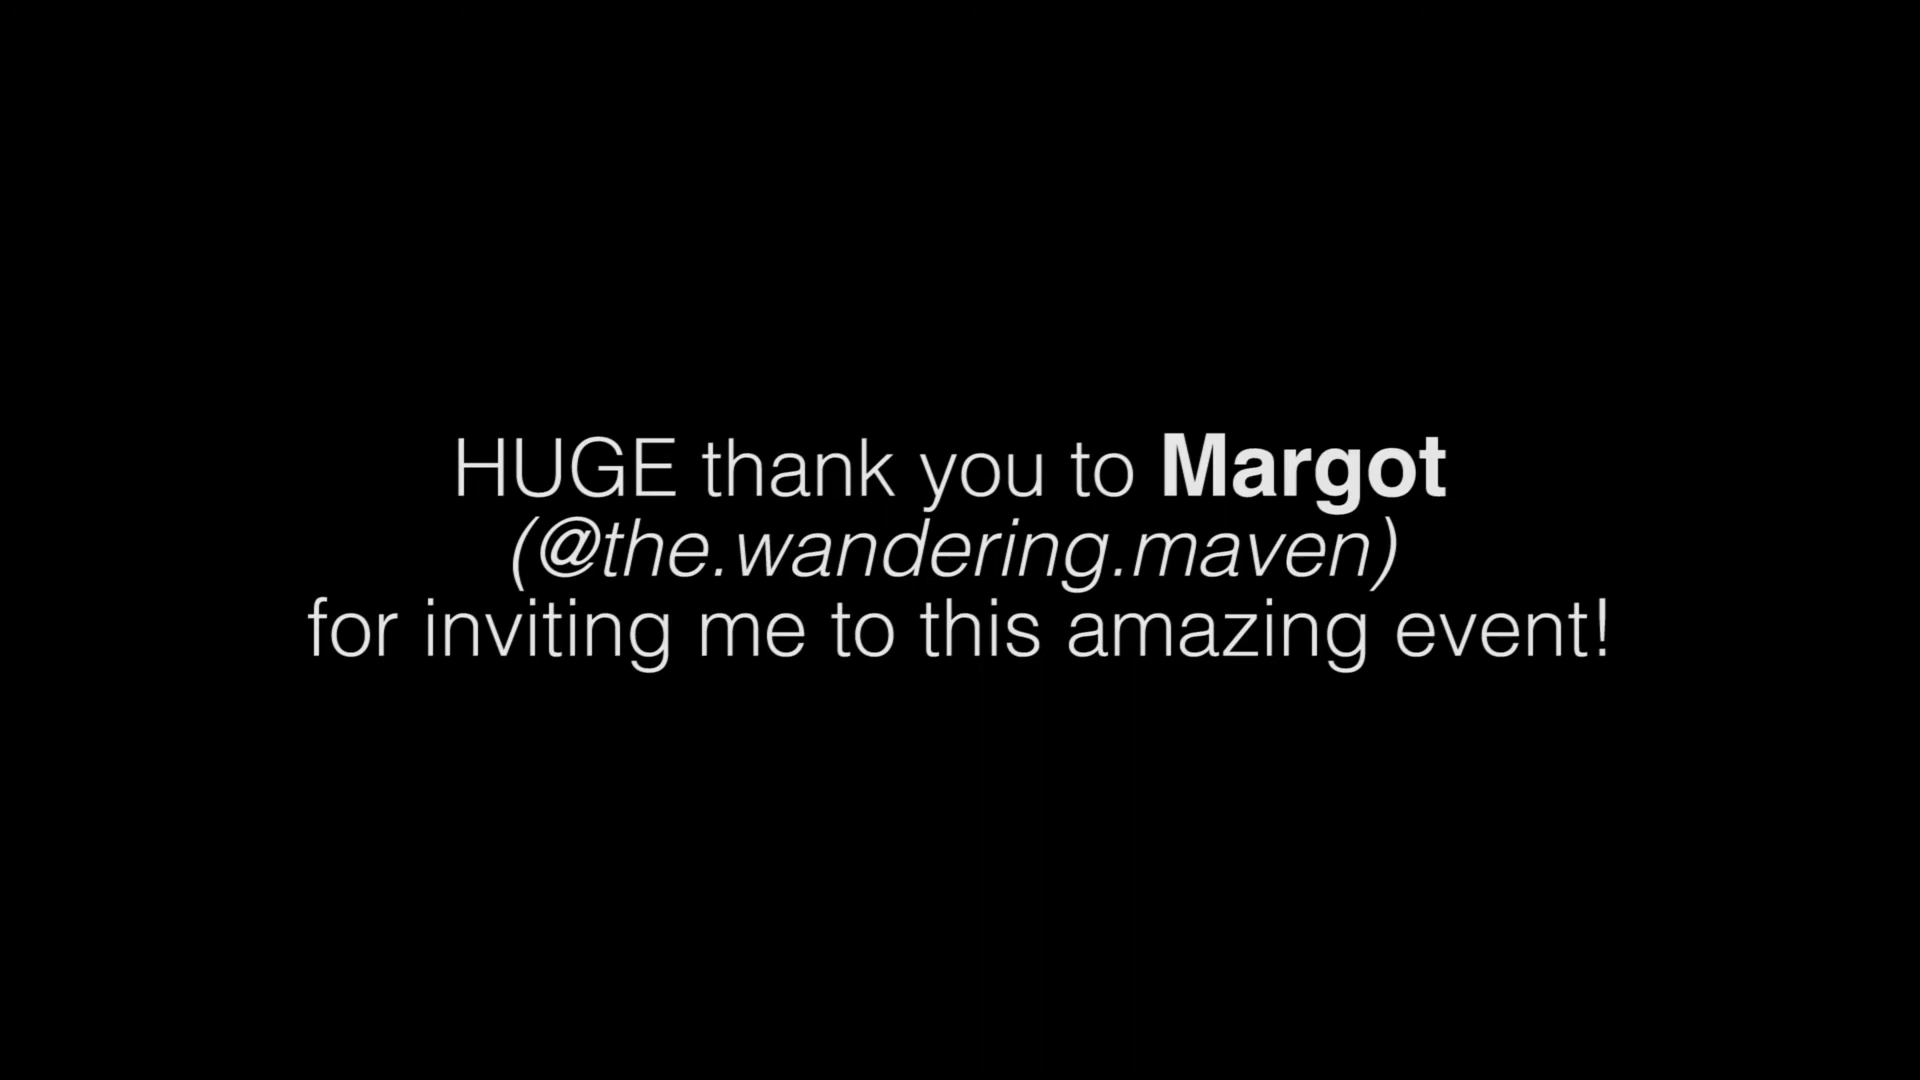 HUGE thank you to Margot
(@the.wandering.maven)
for inviting me to this amazing event!